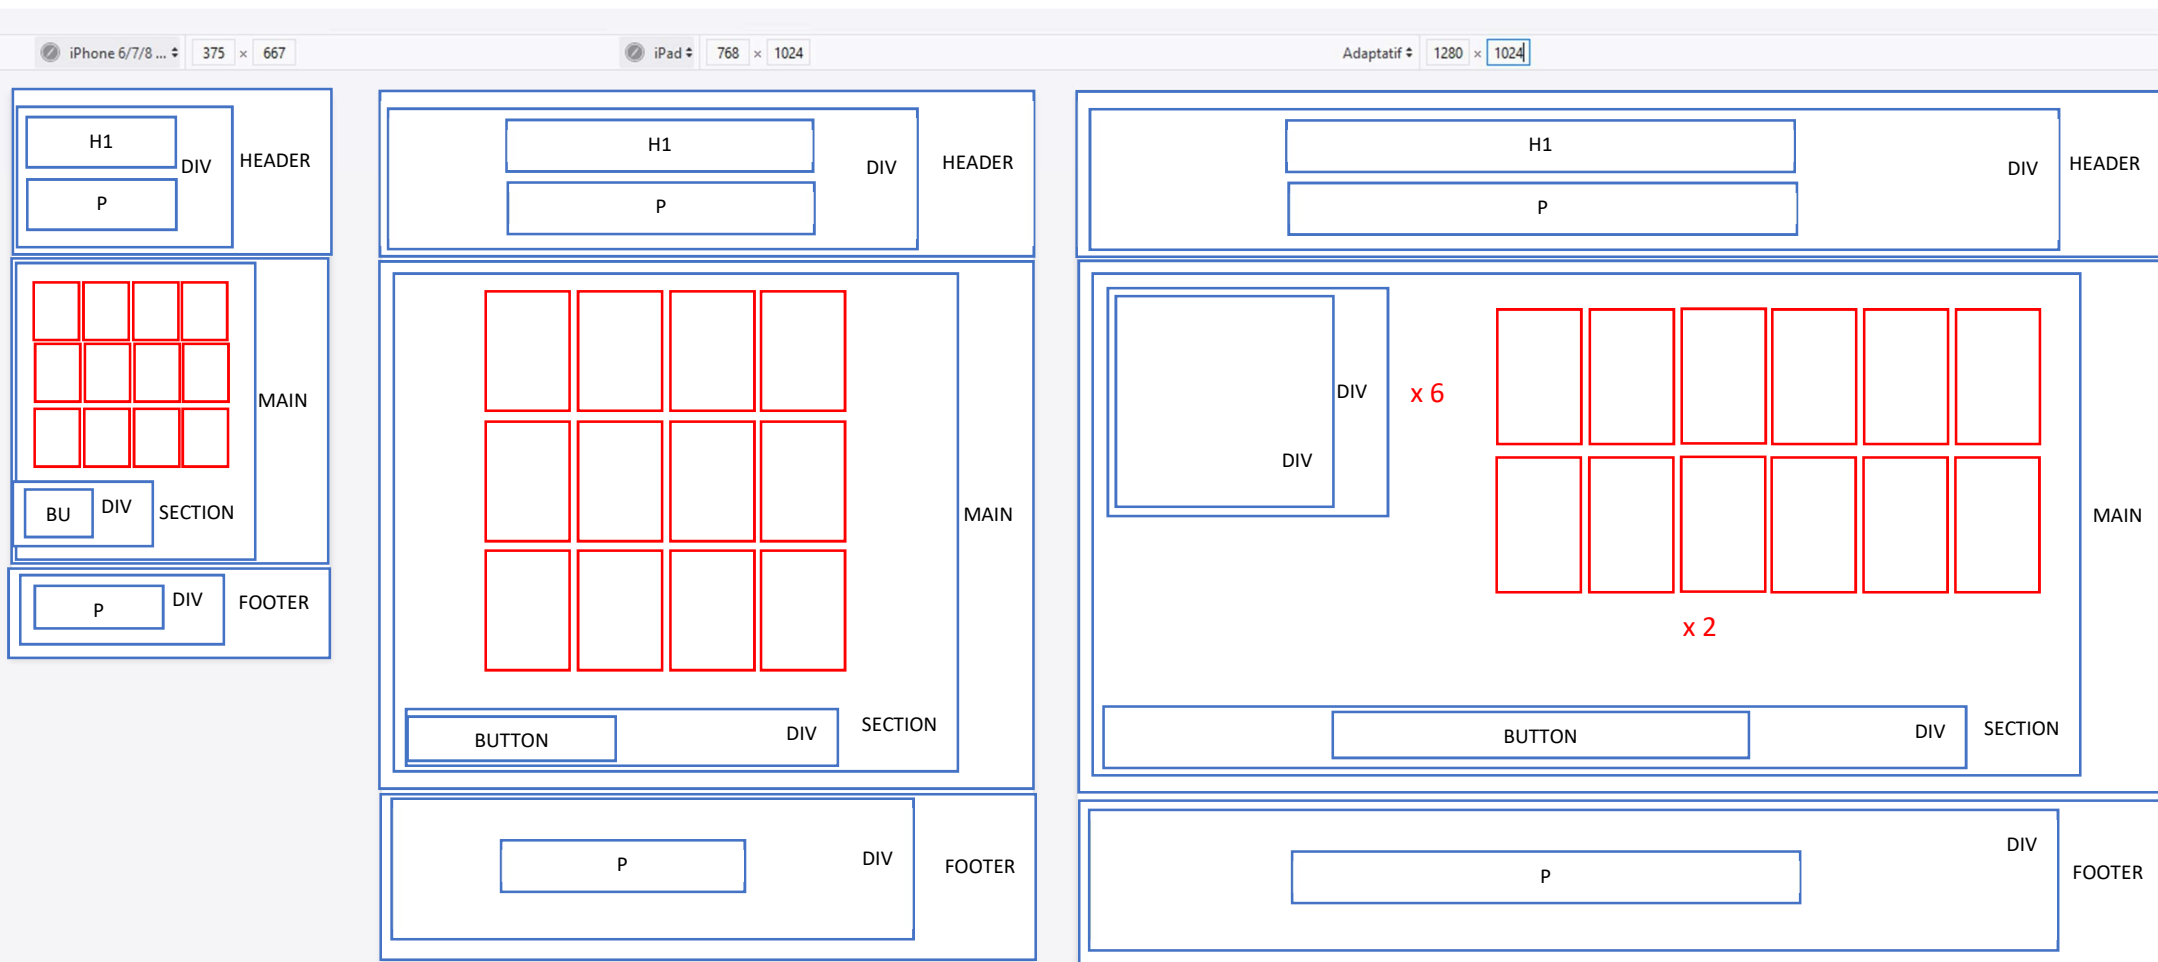 iPhone 6/7/8 ... 375 × 667
iPad 768 × 1024
Adaptatif 1280 × 1024
H1
DIV
HEADER
P
MAIN
BU
DIV
SECTION
P
DIV
FOOTER
H1
DIV
HEADER
P
MAIN
BUTTON
DIV
SECTION
P
DIV
FOOTER
H1
DIV
HEADER
P
DIV
x 6
DIV
MAIN
x 2
BUTTON
DIV
SECTION
P
DIV
FOOTER